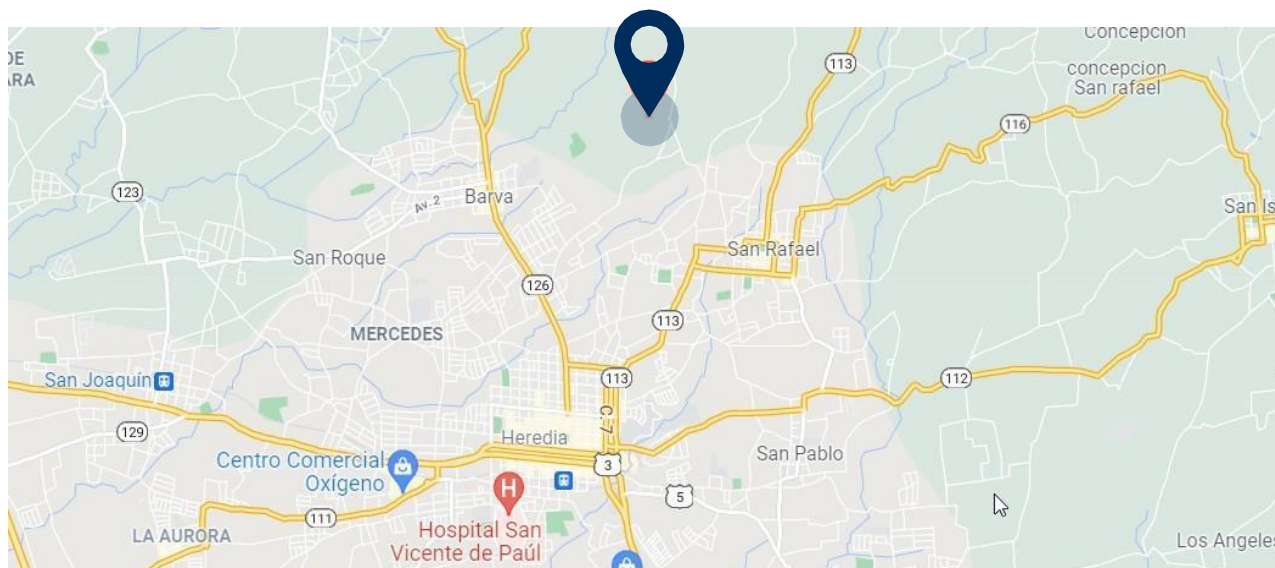 Concepcion
DE
ARA
113
concepcion
San rafael
116
123
Barva
Av. 2
San Is
San Rafael
San Roque
126
113
MERCEDES
San Joaquín
113
112
C. 7
129
Heredia
San Pablo
Centro Comercial
Oxígeno
3
H
5
111
Hospital San
Vicente de Paúl
LA AURORA
Los Angeles